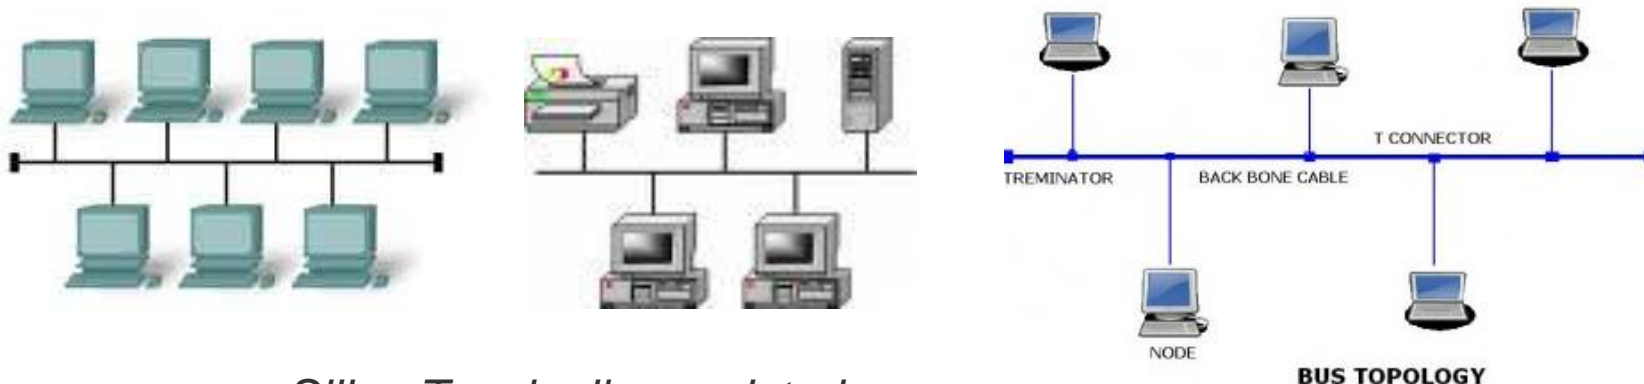 T CONNECTOR
TREMINATOR
BACK BONE CABLE
NODE
BUS TOPOLOGY